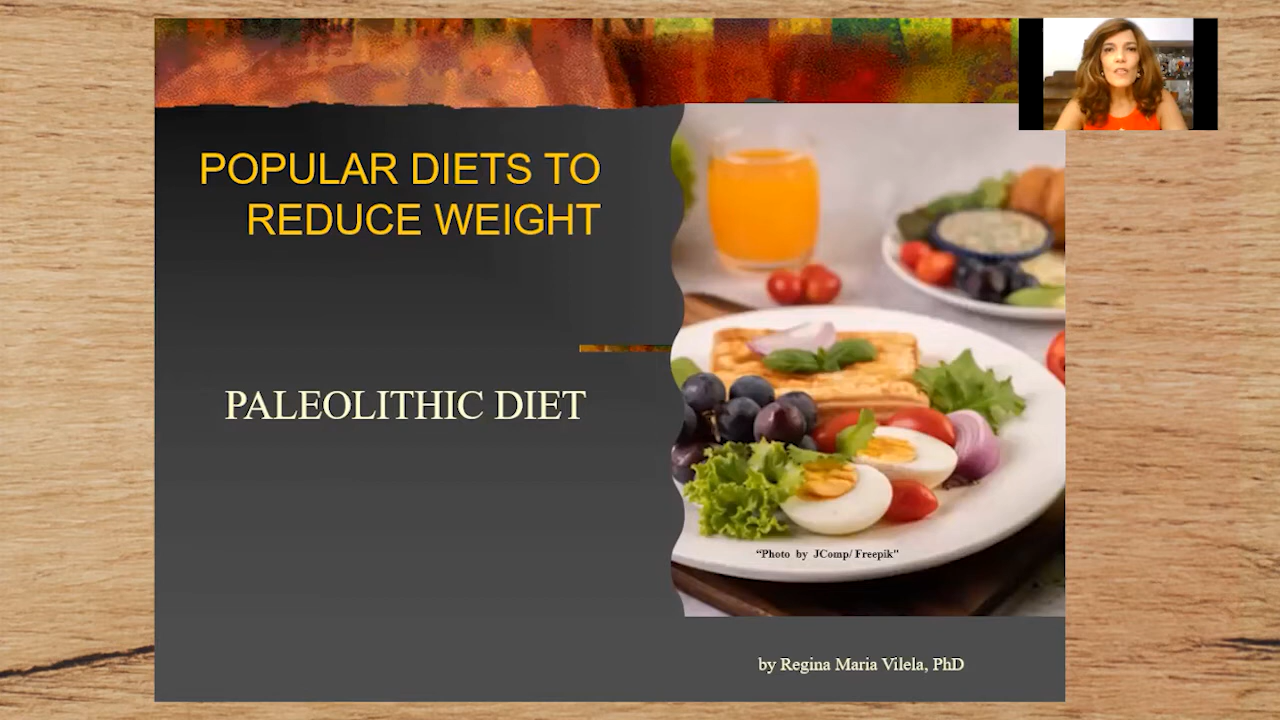 POPULAR DIETS TO
REDUCE WEIGHT
PALEOLITHIC DIET
“Photo by JComp/ Freepik"
by Regina Maria Vilela, PhD